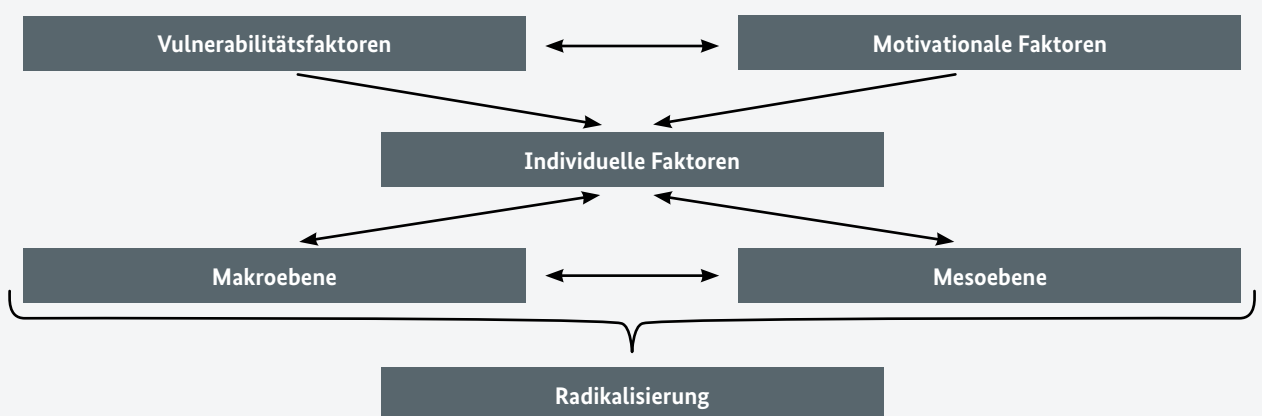 Vulnerabilitätsfaktoren
Motivationale Faktoren
Individuelle Faktoren
Makroebene
Mesoebene
Radikalisierung